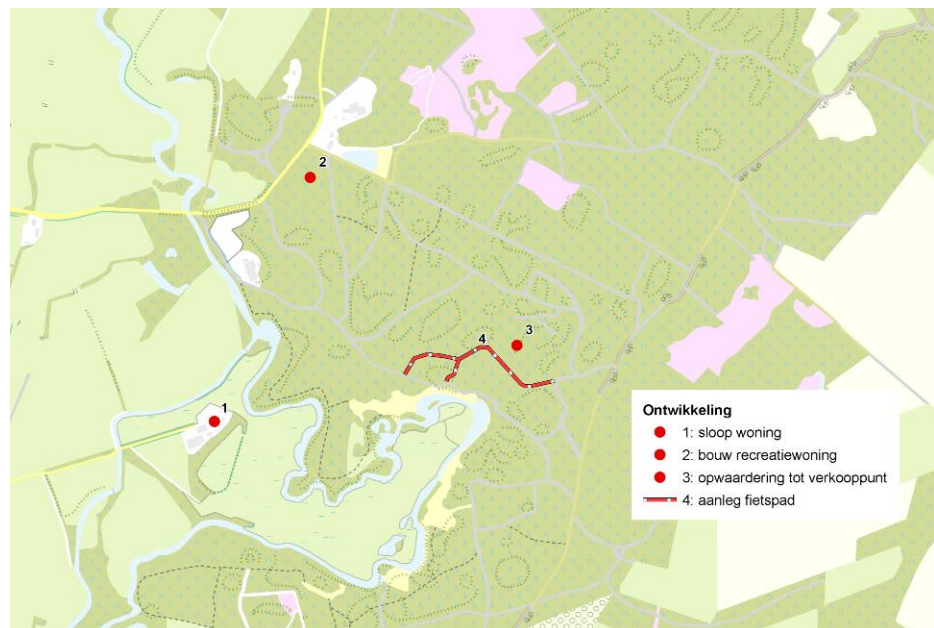 2
3
4
1
Ontwikkeling
1: sloop woning
2: bouw recreatiewoning
3: opwaardering tot verkooppunt
4: aanleg fietspad